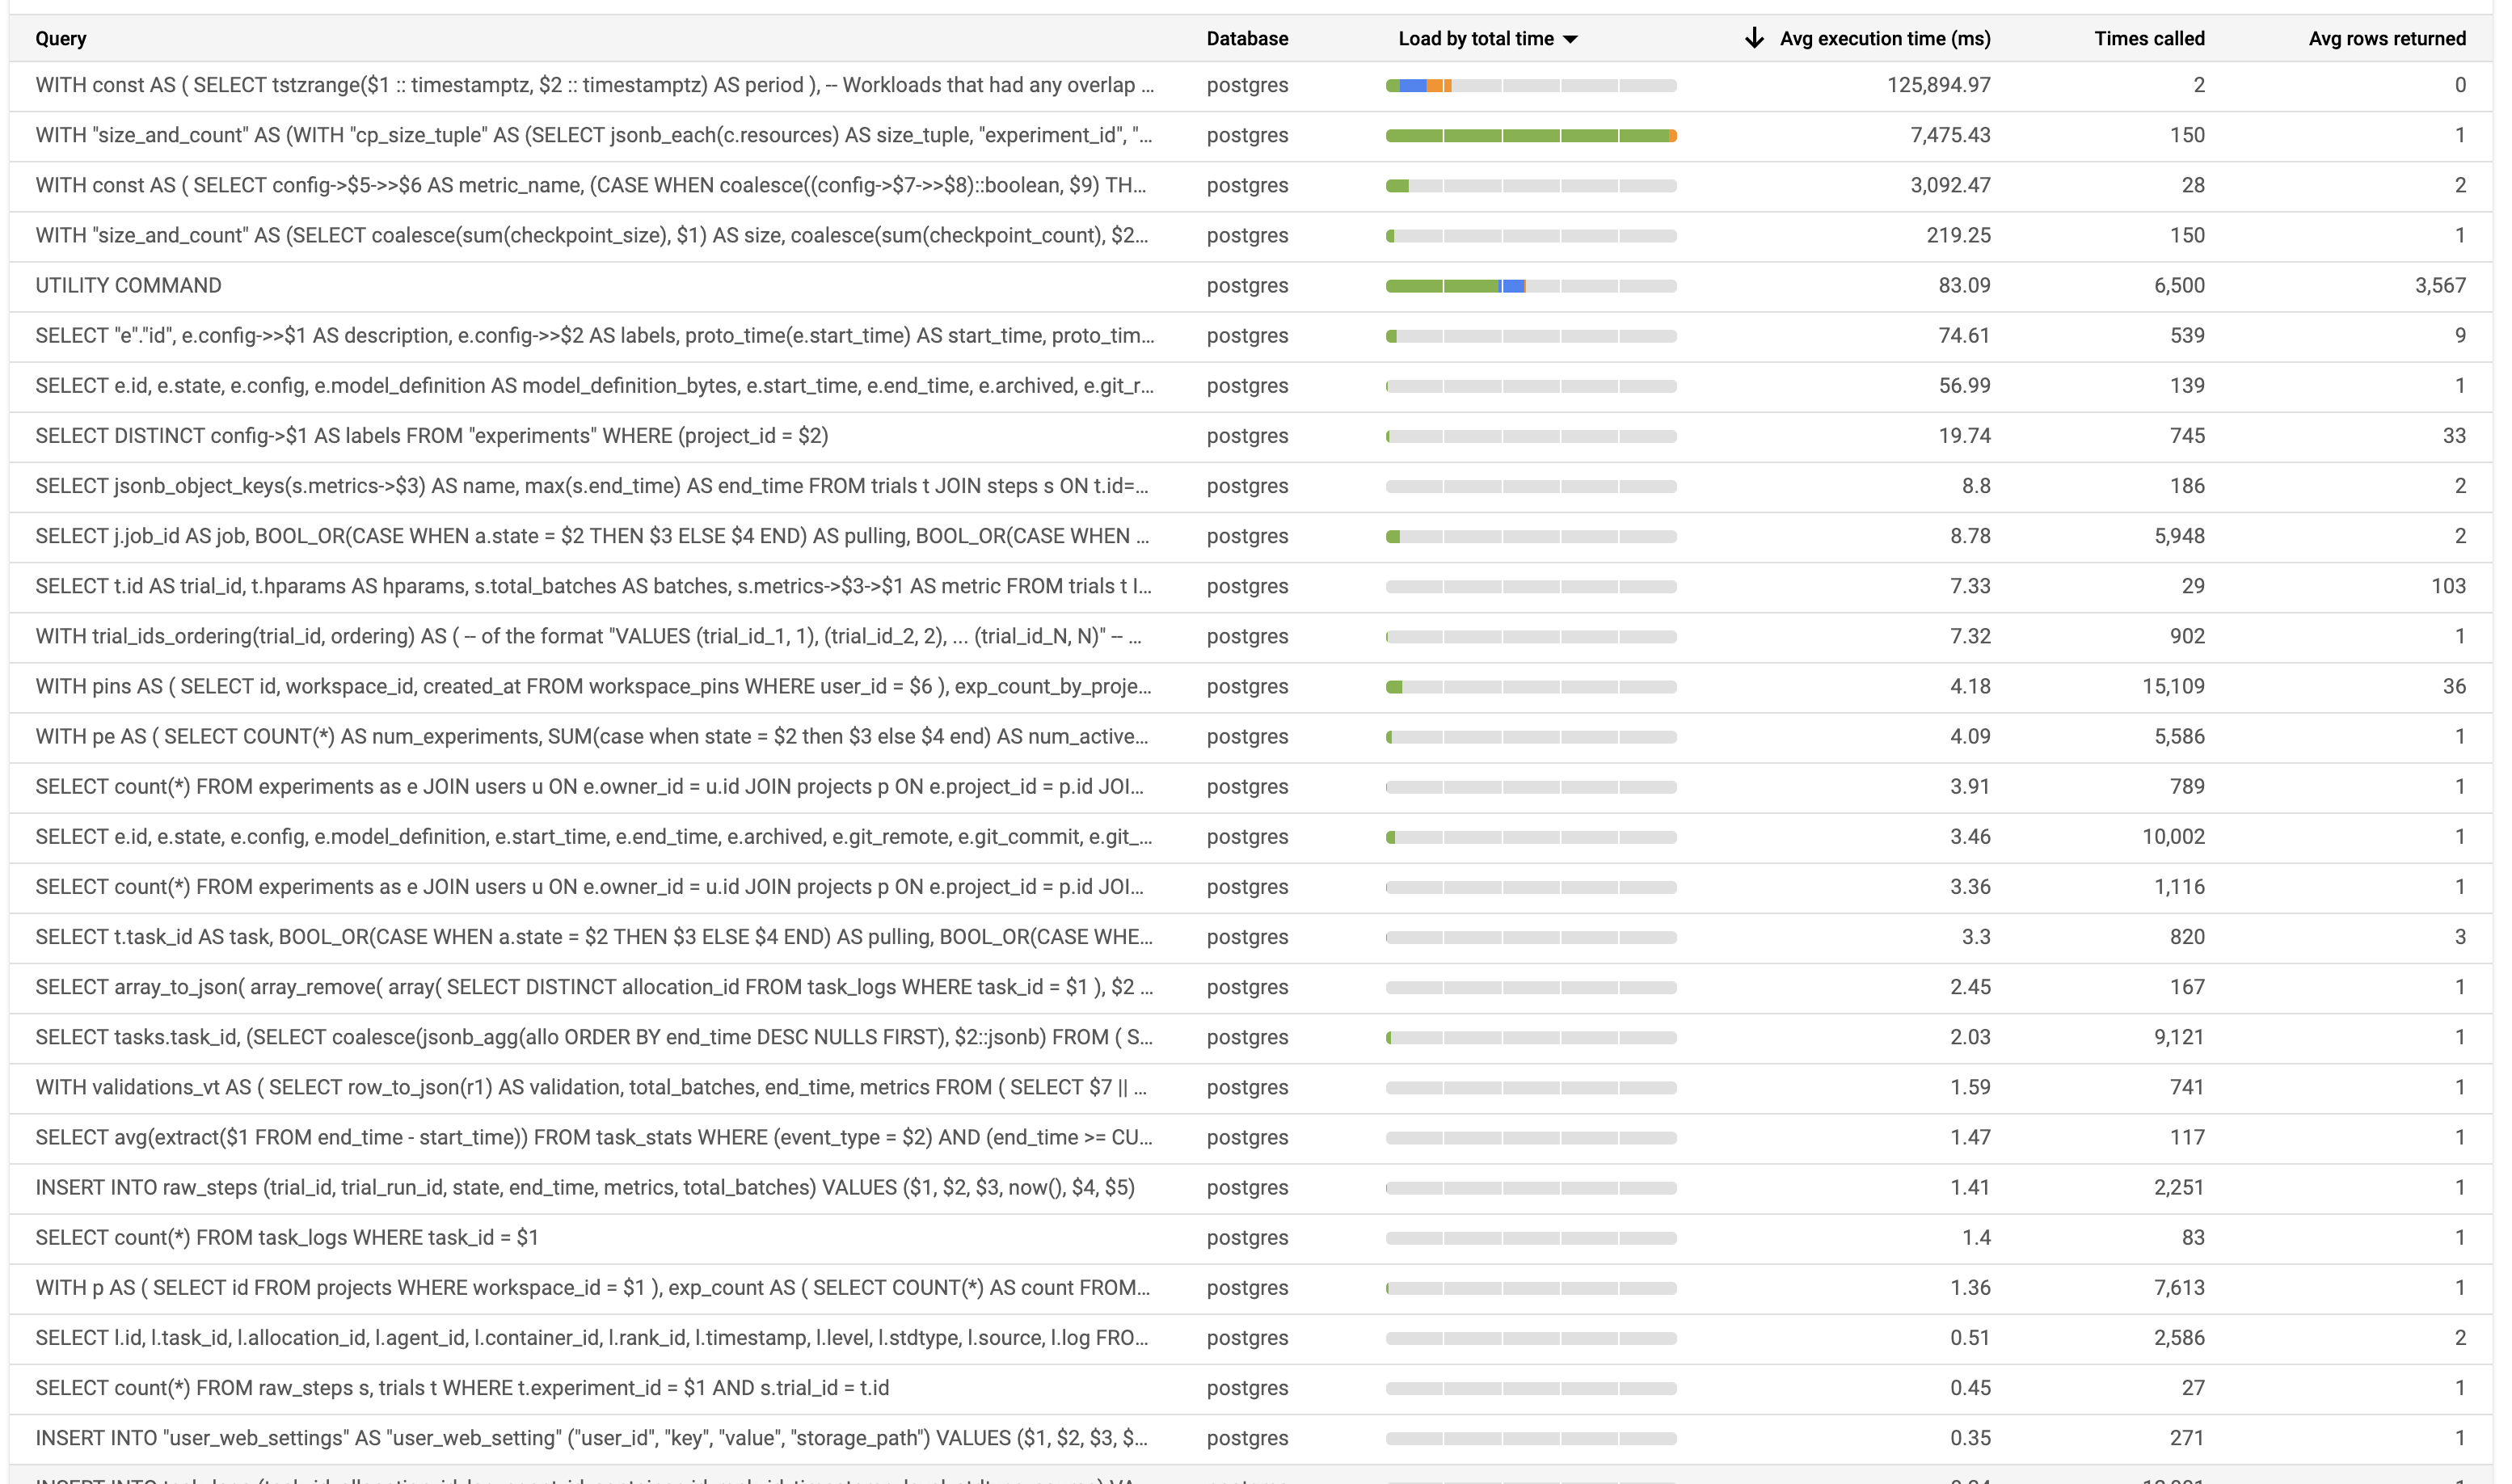 Query Database Load by total time Avg execution time (ms) Times called Avg rows returned
WITH const AS ( SELECT tstzrange($1 :: timestamptz, $2 :: timestamptz) AS period ), -- Workloads that had any overlap ... postgres 125,894.97 2 0
WITH "size_and_count" AS (WITH "cp_size_tuple" AS (SELECT jsonb_each(c.resources) AS size_tuple, "experiment_id", "... postgres 7,475.43 150 1
WITH const AS ( SELECT config->$5->>$6 AS metric_name, (CASE WHEN coalesce((config->$7->>$8)::boolean, $9) TH... postgres 3,092.47 28 2
WITH "size_and_count" AS (SELECT coalesce(sum(checkpoint_size), $1) AS size, coalesce(sum(checkpoint_count), $2... postgres 219.25 150 1
UTILITY COMMAND postgres 83.09 6,500 3,567
SELECT "e"."id", e.config->>$1 AS description, e.config->>$2 AS labels, proto_time(e.start_time) AS start_time, proto_tim... postgres 74.61 539 9
SELECT e.id, e.state, e.config, e.model_definition AS model_definition_bytes, e.start_time, e.end_time, e.archived, e.git_r... postgres 56.99 139 1
SELECT DISTINCT config->$1 AS labels FROM "experiments" WHERE (project_id = $2) postgres 19.74 745 33
SELECT jsonb_object_keys(s.metrics->$3) AS name, max(s.end_time) AS end_time FROM trials t JOIN steps s ON t.id=... postgres 8.8 186 2
SELECT j.job_id AS job, BOOL_OR(CASE WHEN a.state = $2 THEN $3 ELSE $4 END) AS pulling, BOOL_OR(CASE WHEN ... postgres 8.78 5,948 2
SELECT t.id AS trial_id, t.hparams AS hparams, s.total_batches AS batches, s.metrics->$3->$1 AS metric FROM trials t I... postgres 7.33 29 103
WITH trial_ids_ordering(trial_id, ordering) AS ( -- of the format "VALUES (trial_id_1, 1), (trial_id_2, 2), ... (trial_id_N, N)" -- ... postgres 7.32 902 1
WITH pins AS ( SELECT id, workspace_id, created_at FROM workspace_pins WHERE user_id = $6 ), exp_count_by_proje... postgres 4.18 15,109 36
WITH pe AS ( SELECT COUNT(*) AS num_experiments, SUM(case when state = $2 then $3 else $4 end) AS num_active... postgres 4.09 5,586 1
SELECT count(*) FROM experiments as e JOIN users u ON e.owner_id = u.id JOIN projects p ON e.project_id = p.id JOI... postgres 3.91 789 1
SELECT e.id, e.state, e.config, e.model_definition, e.start_time, e.end_time, e.archived, e.git_remote, e.git_commit, e.git_... postgres 3.46 10,002 1
SELECT count(*) FROM experiments as e JOIN users u ON e.owner_id = u.id JOIN projects p ON e.project_id = p.id JOI... postgres 3.36 1,116 1
SELECT t.task_id AS task, BOOL_OR(CASE WHEN a.state = $2 THEN $3 ELSE $4 END) AS pulling, BOOL_OR(CASE WHE... postgres 3.3 820 3
SELECT array_to_json( array_remove( array( SELECT DISTINCT allocation_id FROM task_logs WHERE task_id = $1 ), $2 ... postgres 2.45 167 1
SELECT tasks.task_id, (SELECT coalesce(jsonb_agg(allo ORDER BY end_time DESC NULLS FIRST), $2::jsonb) FROM ( S... postgres 2.03 9,121 1
WITH validations_vt AS ( SELECT row_to_json(r1) AS validation, total_batches, end_time, metrics FROM ( SELECT $7 || ... postgres 1.59 741 1
SELECT avg(extract($1 FROM end_time - start_time)) FROM task_stats WHERE (event_type = $2) AND (end_time >= CU... postgres 1.47 117 1
INSERT INTO raw_steps (trial_id, trial_run_id, state, end_time, metrics, total_batches) VALUES ($1, $2, $3, now(), $4, $5) postgres 1.41 2,251 1
SELECT count(*) FROM task_logs WHERE task_id = $1 postgres 1.4 83 1
WITH p AS ( SELECT id FROM projects WHERE workspace_id = $1 ), exp_count AS ( SELECT COUNT(*) AS count FROM... postgres 1.36 7,613 1
SELECT l.id, l.task_id, l.allocation_id, l.agent_id, l.container_id, l.rank_id, l.timestamp, l.level, l.stdtype, l.source, l.log FRO... postgres 0.51 2,586 2
SELECT count(*) FROM raw_steps s, trials t WHERE t.experiment_id = $1 AND s.trial_id = t.id postgres 0.45 27 1
INSERT INTO "user_web_settings" AS "user_web_setting" ("user_id", "key", "value", "storage_path") VALUES ($1, $2, $3, $... postgres 0.35 271 1